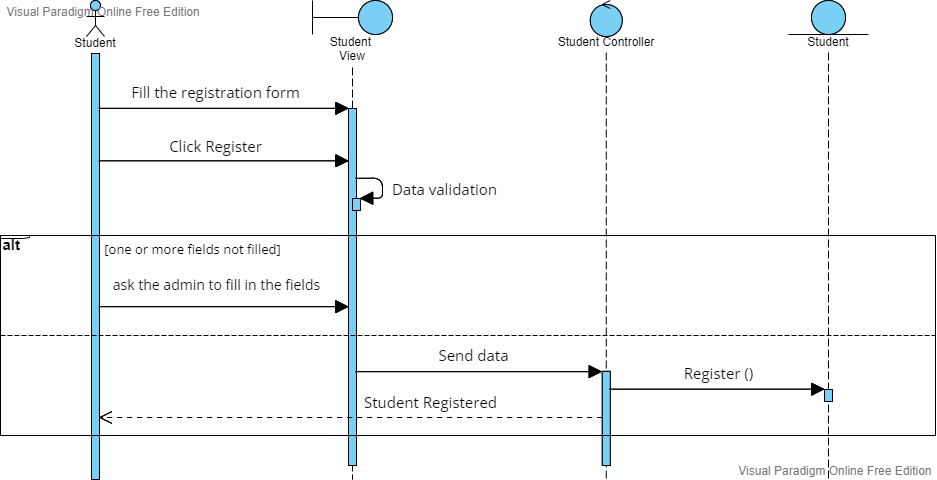 Visual Paradigm Online Free Edition
Student
Student
View
Student Controller
Student
Fill the registration form
Click Register
Data validation
alt
[one or more fields not filled]
ask the admin to fill in the fields
Send data
Register ()
Student Registered
Visual Paradigm Online Free Edition